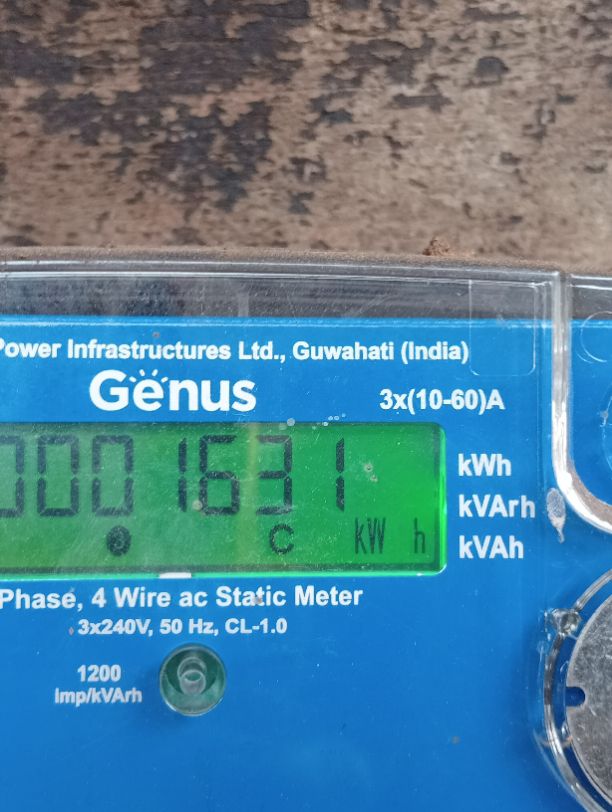 Power Infrastructures Ltd., Guwahati (India)
Genus
3x(10-60)A
0001631
kWh
kVArh
kVAh
C kW h
Phase, 4 Wire ac Static Meter
3x240V, 50 Hz, CL-1.0
1200
imp/kVArh